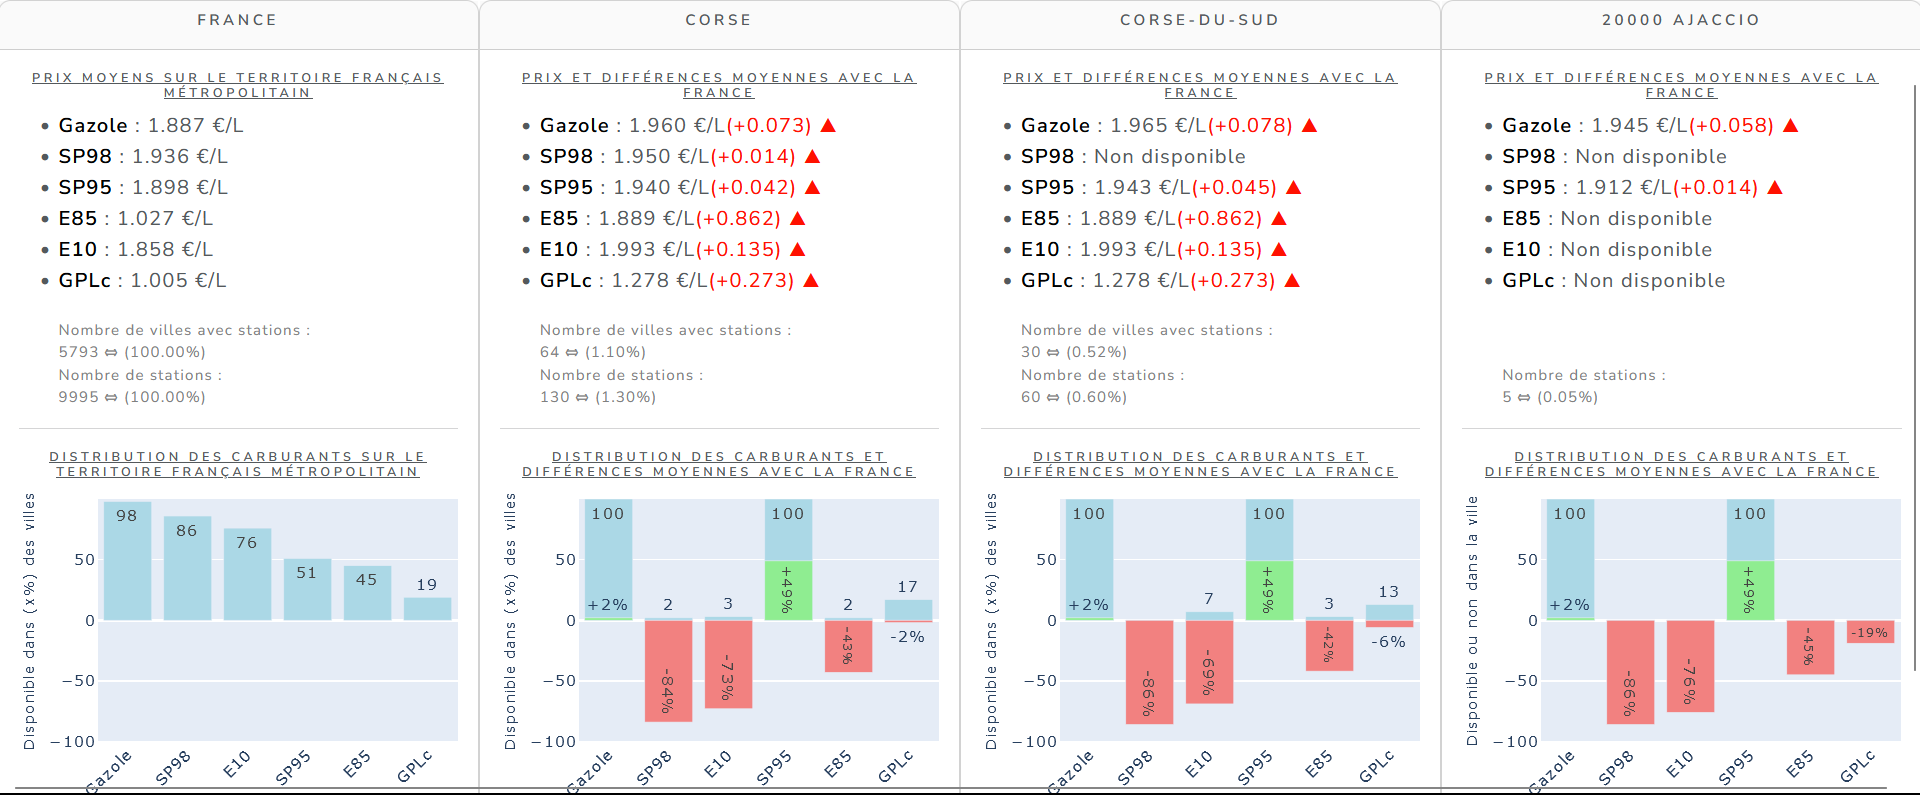 FRANCE
PRIX MOYENS SUR LE TERRITOIRE FRANÇAIS
MÉTROPOLITAIN
• Gazole : 1.887 €/L
• SP98 : 1.936 €/L
• SP95 : 1.898 €/L
• E85 : 1.027 €/L
• E10 : 1.858 €/L
• GPLc : 1.005 €/L
Nombre de villes avec stations :
5793 ⇔ (100.00%)
Nombre de stations :
9995 ⇔ (100.00%)
DISTRIBUTION DES CARBURANTS SUR LE
TERRITOIRE FRANÇAIS MÉTROPOLITAIN
Disponible dans (x%) des villes
98
86
76
51
45
19
50
0
−50
−100
Gazole
SP98
E10
SP95
E85
GPLc
CORSE
PRIX ET DIFFÉRENCES MOYENNES AVEC LA
FRANCE
• Gazole : 1.960 €/L(+0.073) ▲
• SP98 : 1.950 €/L(+0.014) ▲
• SP95 : 1.940 €/L(+0.042) ▲
• E85 : 1.889 €/L(+0.862) ▲
• E10 : 1.993 €/L(+0.135) ▲
• GPLc : 1.278 €/L(+0.273) ▲
Nombre de villes avec stations :
64 ⇔ (1.10%)
Nombre de stations :
130 ⇔ (1.30%)
DISTRIBUTION DES CARBURANTS ET
DIFFÉRENCES MOYENNES AVEC LA FRANCE
Disponible dans (x%) des villes
100
2
3
100
2
17
+2%
-84%
-73%
+49%
-43%
-2%
50
0
−50
−100
Gazole
SP98
E10
SP95
E85
GPLc
CORSE-DU-SUD
PRIX ET DIFFÉRENCES MOYENNES AVEC LA
FRANCE
• Gazole : 1.965 €/L(+0.078) ▲
• SP98 : Non disponible
• SP95 : 1.943 €/L(+0.045) ▲
• E85 : 1.889 €/L(+0.862) ▲
• E10 : 1.993 €/L(+0.135) ▲
• GPLc : 1.278 €/L(+0.273) ▲
Nombre de villes avec stations :
30 ⇔ (0.52%)
Nombre de stations :
60 ⇔ (0.60%)
DISTRIBUTION DES CARBURANTS ET
DIFFÉRENCES MOYENNES AVEC LA FRANCE
Disponible dans (x%) des villes
100
7
100
3
13
+2%
-86%
-69%
+49%
-42%
-6%
50
0
−50
−100
Gazole
SP98
E10
SP95
E85
GPLc
20000 AJACCIO
PRIX ET DIFFÉRENCES MOYENNES AVEC LA
FRANCE
• Gazole : 1.945 €/L(+0.058) ▲
• SP98 : Non disponible
• SP95 : 1.912 €/L(+0.014) ▲
• E85 : Non disponible
• E10 : Non disponible
• GPLc : Non disponible
Nombre de stations :
5 ⇔ (0.05%)
DISTRIBUTION DES CARBURANTS ET
DIFFÉRENCES MOYENNES AVEC LA FRANCE
Disponible ou non dans la ville
100
100
+2%
-86%
-76%
+49%
-45%
-19%
50
0
−50
−100
Gazole
SP98
E10
SP95
E85
GPLc